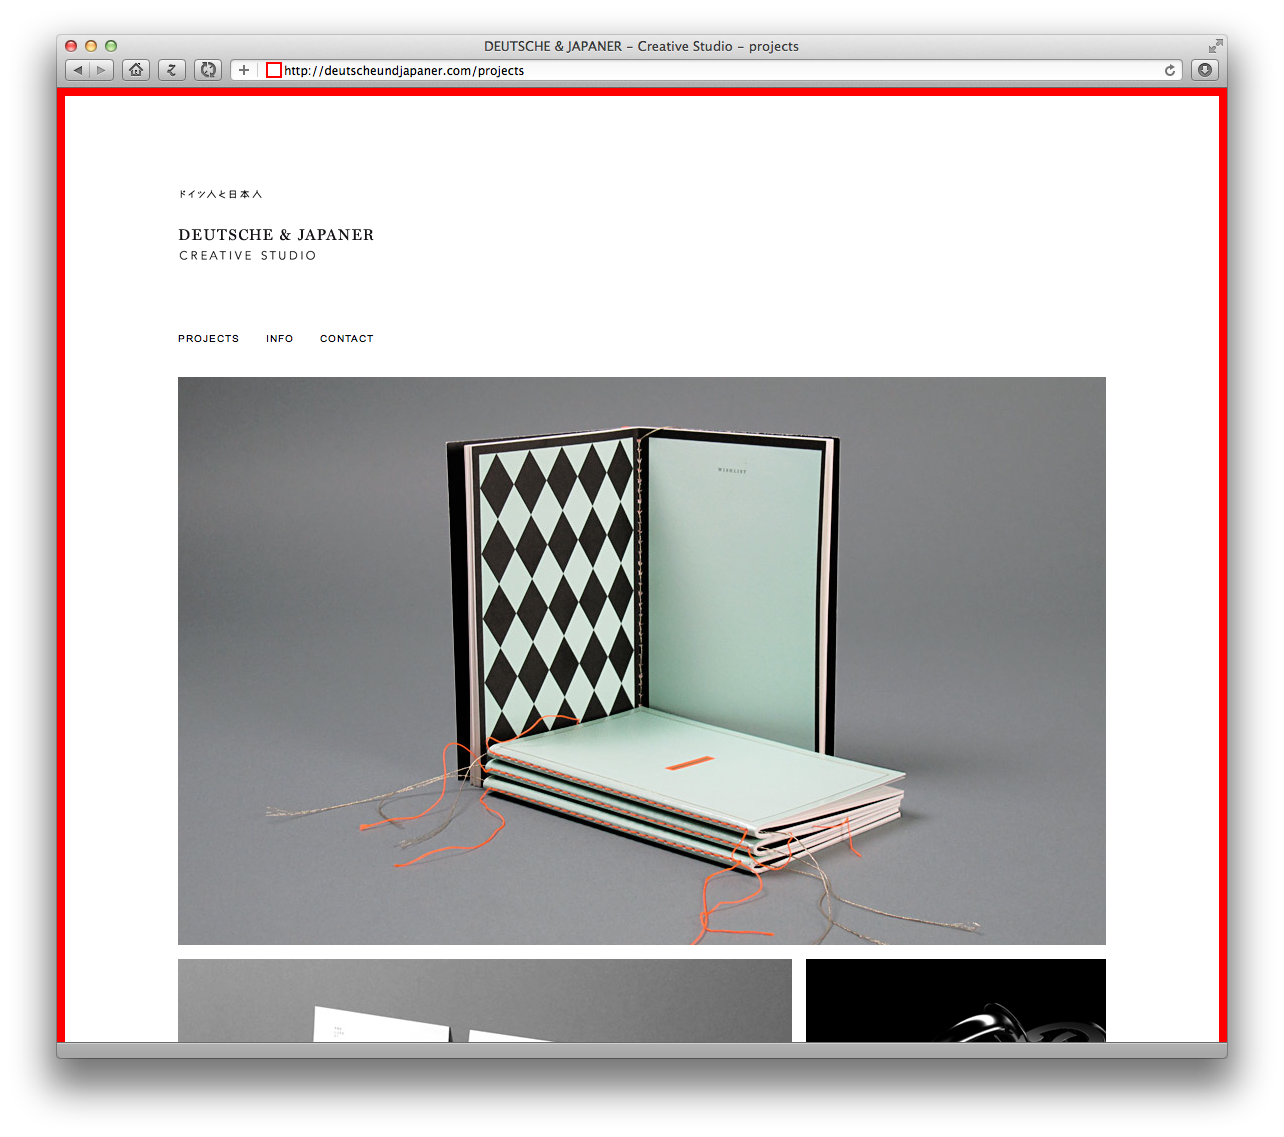 DEUTSCHE & JAPANER – Creative Studio – projects
http://deutscheundjapaner.com/projects
ドイツ人と日本人
DEUTSCHE & JAPANER
CREATIVE STUDIO
PROJECTS INFO CONTACT
WISHLIST